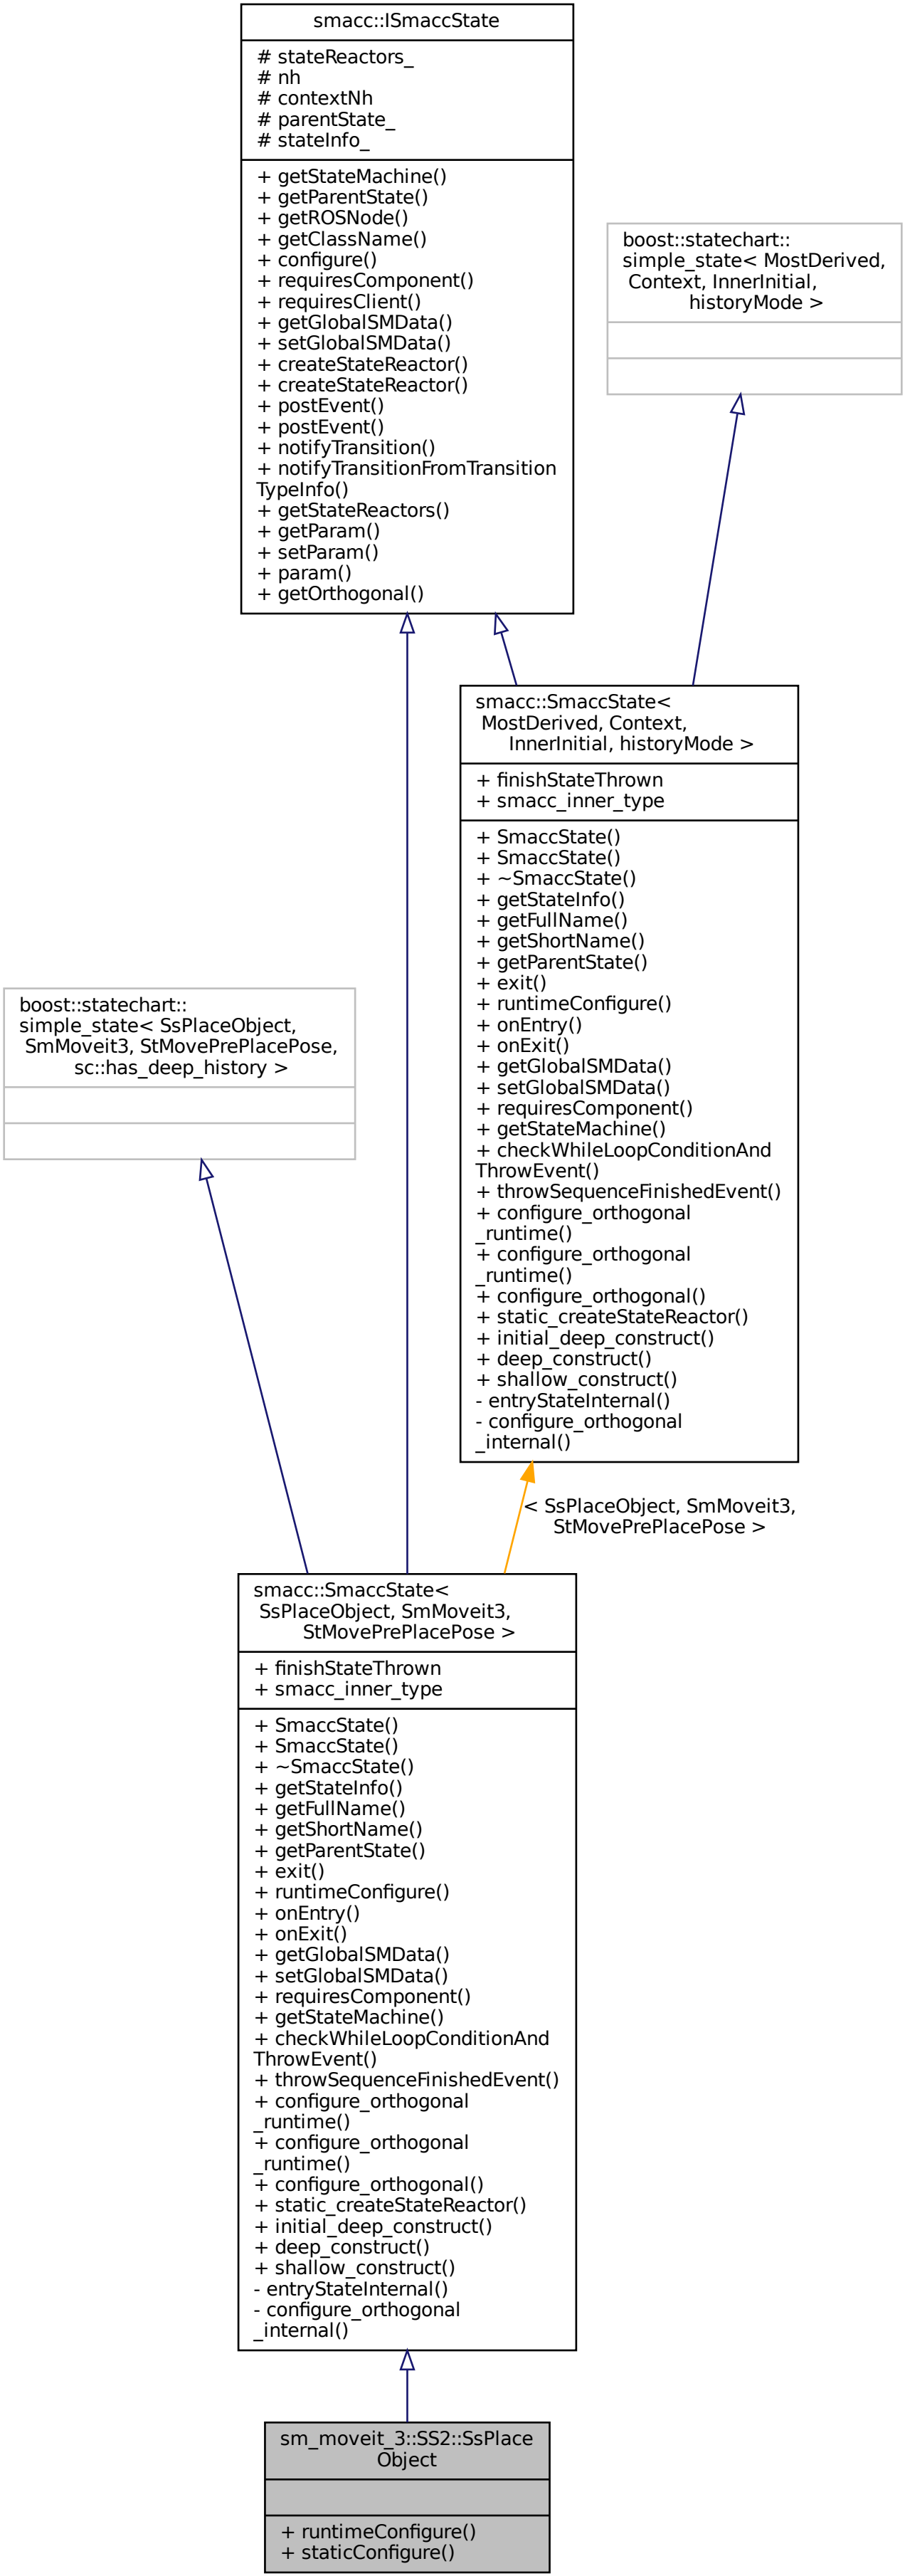 smacc::ISmaccState
# stateReactors_
# nh
# contextNh
# parentState_
# stateInfo_
+ getStateMachine()
+ getParentState()
+ getROSNode()
+ getClassName()
+ configure()
+ requiresComponent()
+ requiresClient()
+ getGlobalSMData()
+ setGlobalSMData()
+ createStateReactor()
+ createStateReactor()
+ postEvent()
+ postEvent()
+ notifyTransition()
+ notifyTransitionFromTransition
TypeInfo()
+ getStateReactors()
+ getParam()
+ setParam()
+ param()
+ getOrthogonal()
boost::statechart::
simple_state< MostDerived,
Context, InnerInitial,
historyMode >
smacc::SmaccState<
MostDerived, Context,
InnerInitial, historyMode >
+ finishStateThrown
+ smacc_inner_type
+ SmaccState()
+ SmaccState()
+ ~SmaccState()
+ getStateInfo()
+ getFullName()
+ getShortName()
+ getParentState()
+ exit()
+ runtimeConfigure()
+ onEntry()
+ onExit()
+ getGlobalSMData()
+ setGlobalSMData()
+ requiresComponent()
+ getStateMachine()
+ checkWhileLoopConditionAnd
ThrowEvent()
+ throwSequenceFinishedEvent()
+ configure_orthogonal
_runtime()
+ configure_orthogonal
_runtime()
+ configure_orthogonal()
+ static_createStateReactor()
+ initial_deep_construct()
+ deep_construct()
+ shallow_construct()
- entryStateInternal()
- configure_orthogonal
_internal()
boost::statechart::
simple_state< SsPlaceObject,
SmMoveit3, StMovePrePlacePose,
sc::has_deep_history >
< SsPlaceObject, SmMoveit3,
StMovePrePlacePose >
smacc::SmaccState<
SsPlaceObject, SmMoveit3,
StMovePrePlacePose >
+ finishStateThrown
+ smacc_inner_type
+ SmaccState()
+ SmaccState()
+ ~SmaccState()
+ getStateInfo()
+ getFullName()
+ getShortName()
+ getParentState()
+ exit()
+ runtimeConfigure()
+ onEntry()
+ onExit()
+ getGlobalSMData()
+ setGlobalSMData()
+ requiresComponent()
+ getStateMachine()
+ checkWhileLoopConditionAnd
ThrowEvent()
+ throwSequenceFinishedEvent()
+ configure_orthogonal
_runtime()
+ configure_orthogonal
_runtime()
+ configure_orthogonal()
+ static_createStateReactor()
+ initial_deep_construct()
+ deep_construct()
+ shallow_construct()
- entryStateInternal()
- configure_orthogonal
_internal()
sm_moveit_3::SS2::SsPlace
Object
+ runtimeConfigure()
+ staticConfigure()